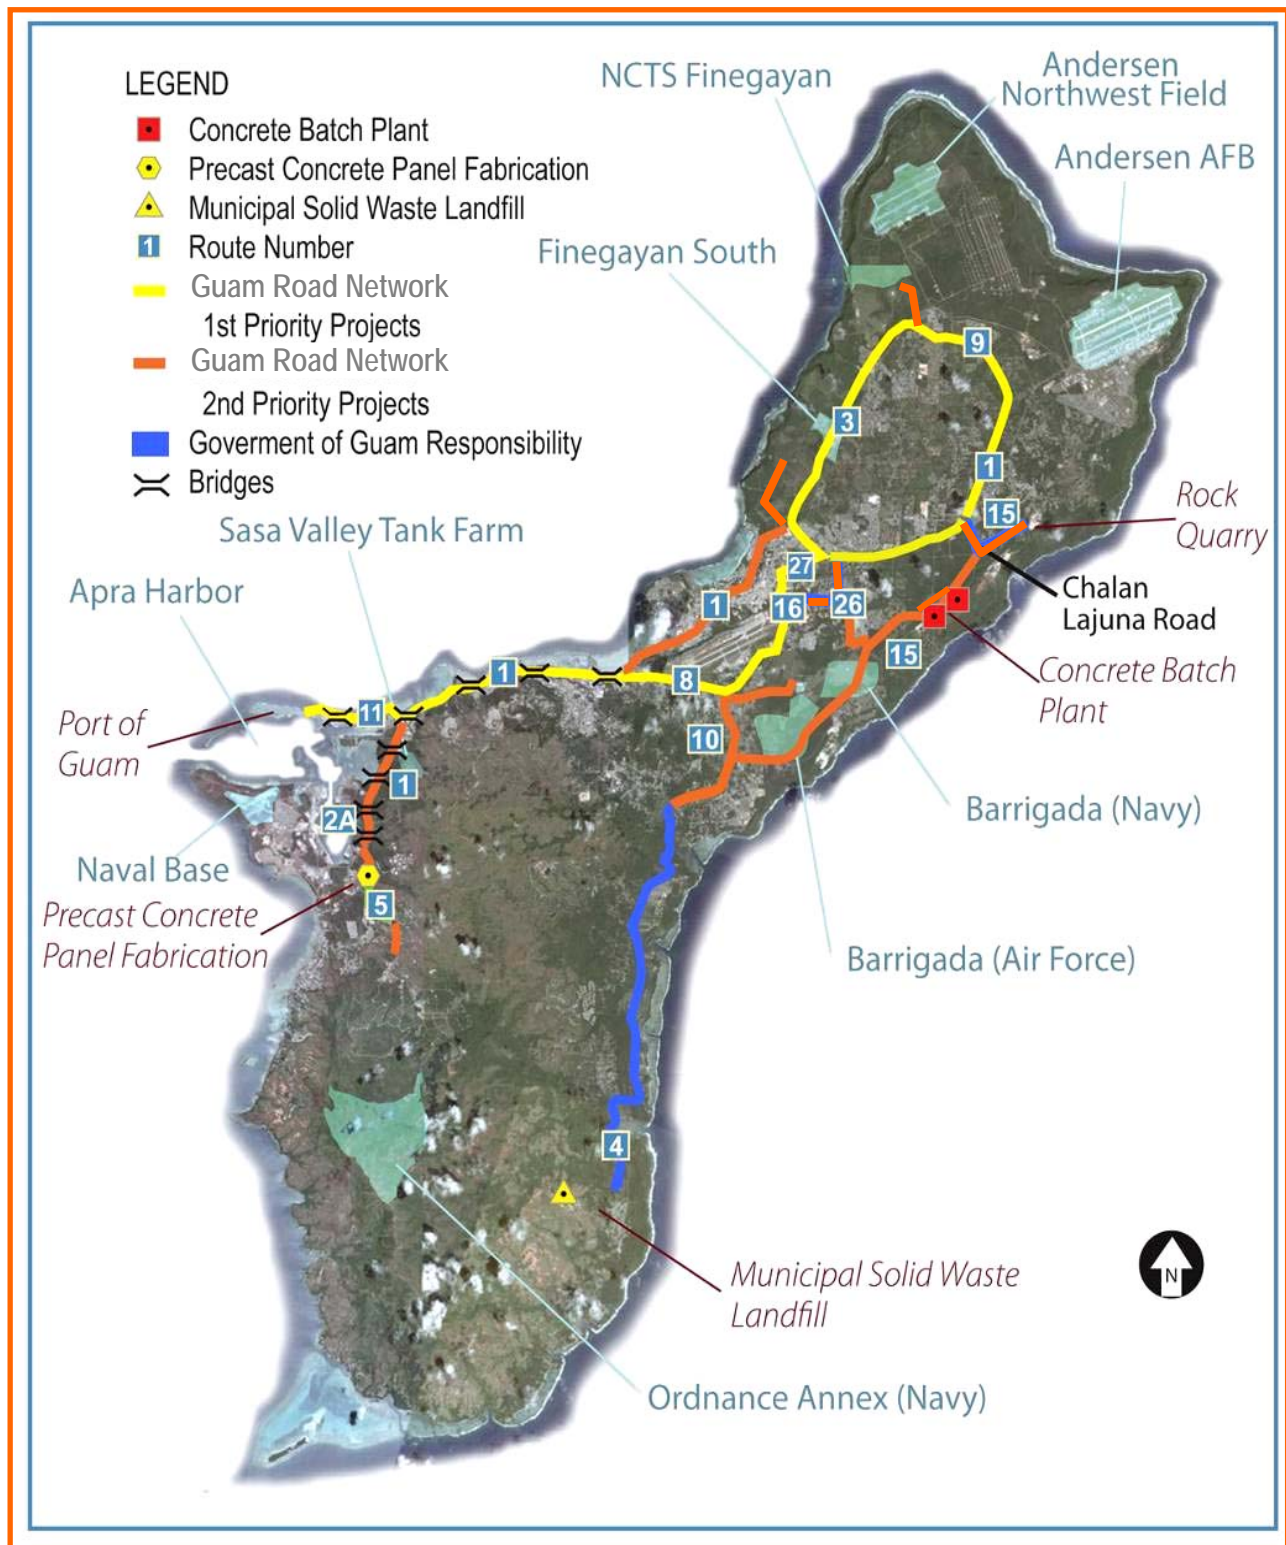 LEGEND
Concrete Batch Plant
Precast Concrete Panel Fabrication
Municipal Solid Waste Landfill
1 Route Number
Guam Road Network
1st Priority Projects
Guam Road Network
2nd Priority Projects
Goverment of Guam Responsibility
Bridges
NCTS Finegayan
Andersen
Northwest Field
Andersen AFB
Finegayan South
9
3
1
15
Rock
Quarry
Sasa Valley Tank Farm
Apra Harbor
27
16
26
1
Chalan
Lajuna Road
15
Concrete Batch
Plant
1
8
11
10
Port of
Guam
1
2A
Naval Base
Barrigada (Navy)
Precast Concrete
Panel Fabrication
5
Barrigada (Air Force)
4
Municipal Solid Waste
Landfill
N
Ordnance Annex (Navy)